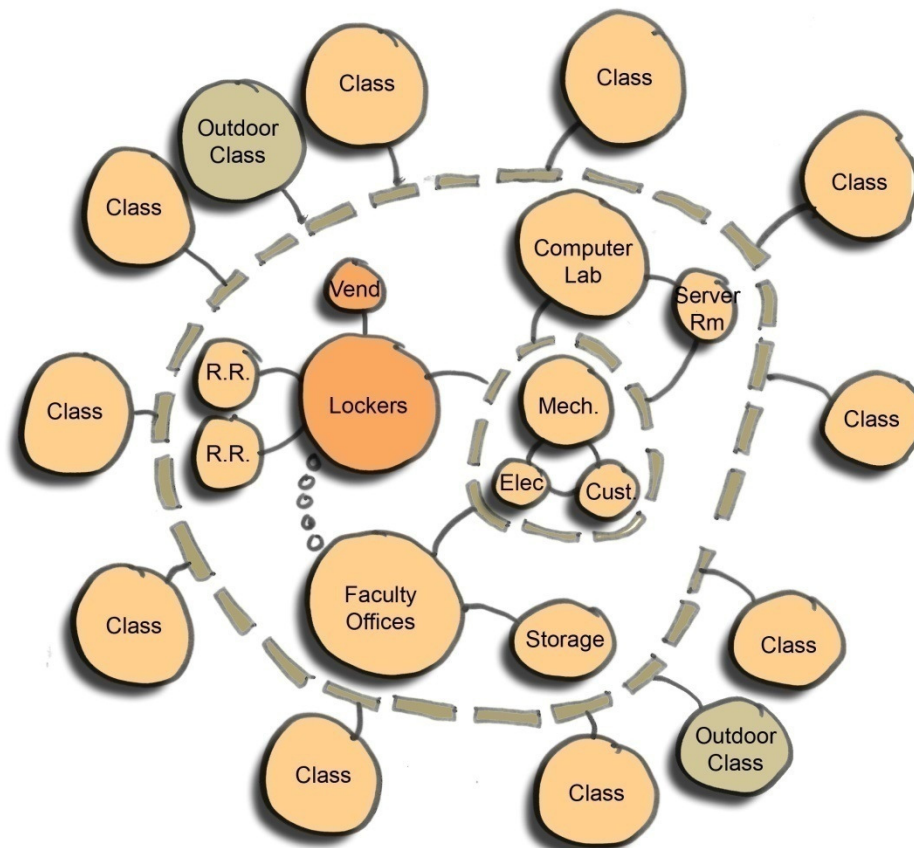 Class
Class
Outdoor
Class
Class
Class
Computer
Lab
Server
Rm
Vend
R.R.
Lockers
Mech.
Class
Class
R.R.
Elec
Cust.
Faculty
Offices
Storage
Class
Class
Outdoor
Class
Class
Class